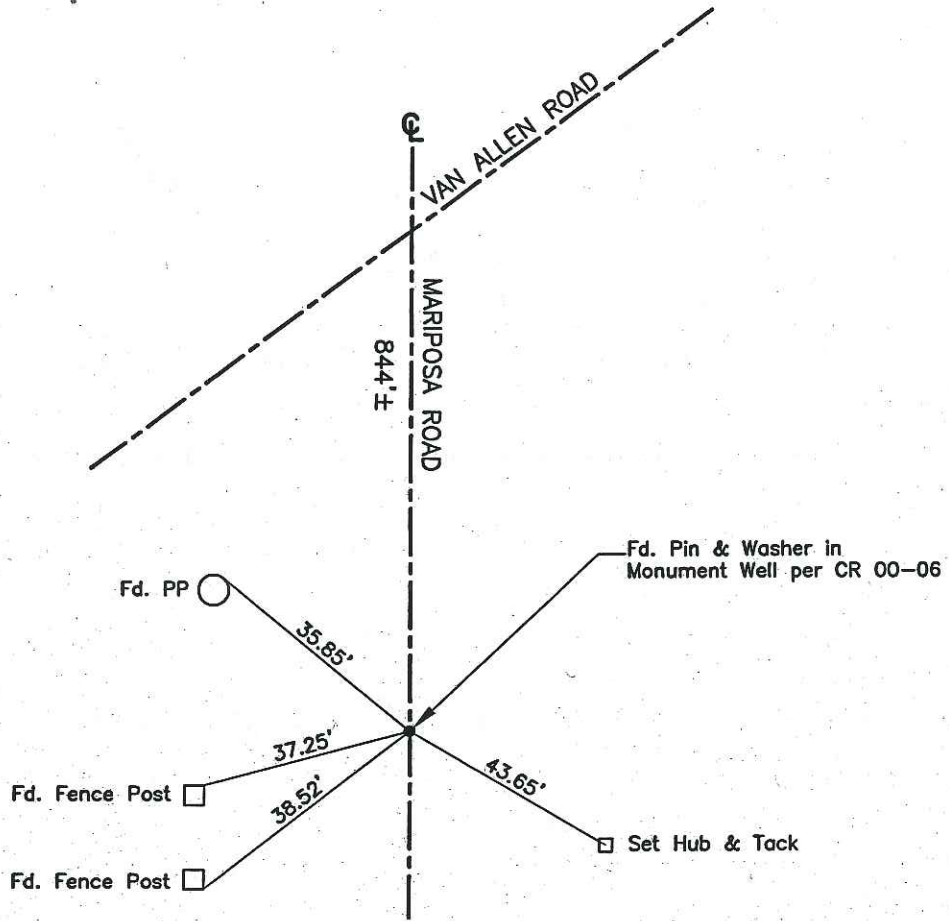 ℄
VAN ALLEN ROAD
MARIPOSA ROAD
844'±
Fd. Pin & Washer in
Monument Well per CR 00-06
Fd. PP
35.85'
37.25'
Fd. Fence Post
38.52'
43.65'
Set Hub & Tack
Fd. Fence Post